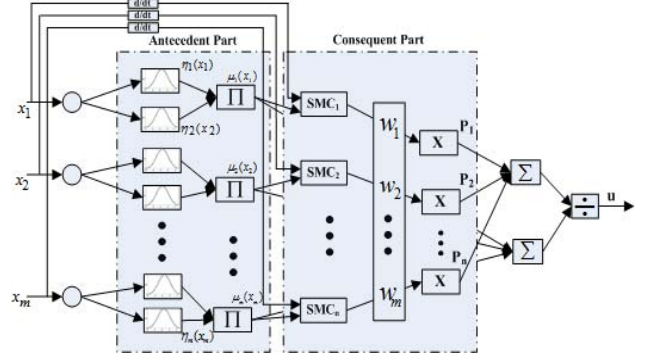 d/dt
d/dt
d/dt
Antecedent Part
Consequent Part
η1(x1)
μ1(x1)
x1
Π
SMC1
η2(x2)
w1
X
P1
μ2(x2)
x2
Π
SMC2
w2
X
P2
Σ
÷
u
Pn
Σ
xm
μn(xn)
Π
SMCn
wm
X
ηn(xn)